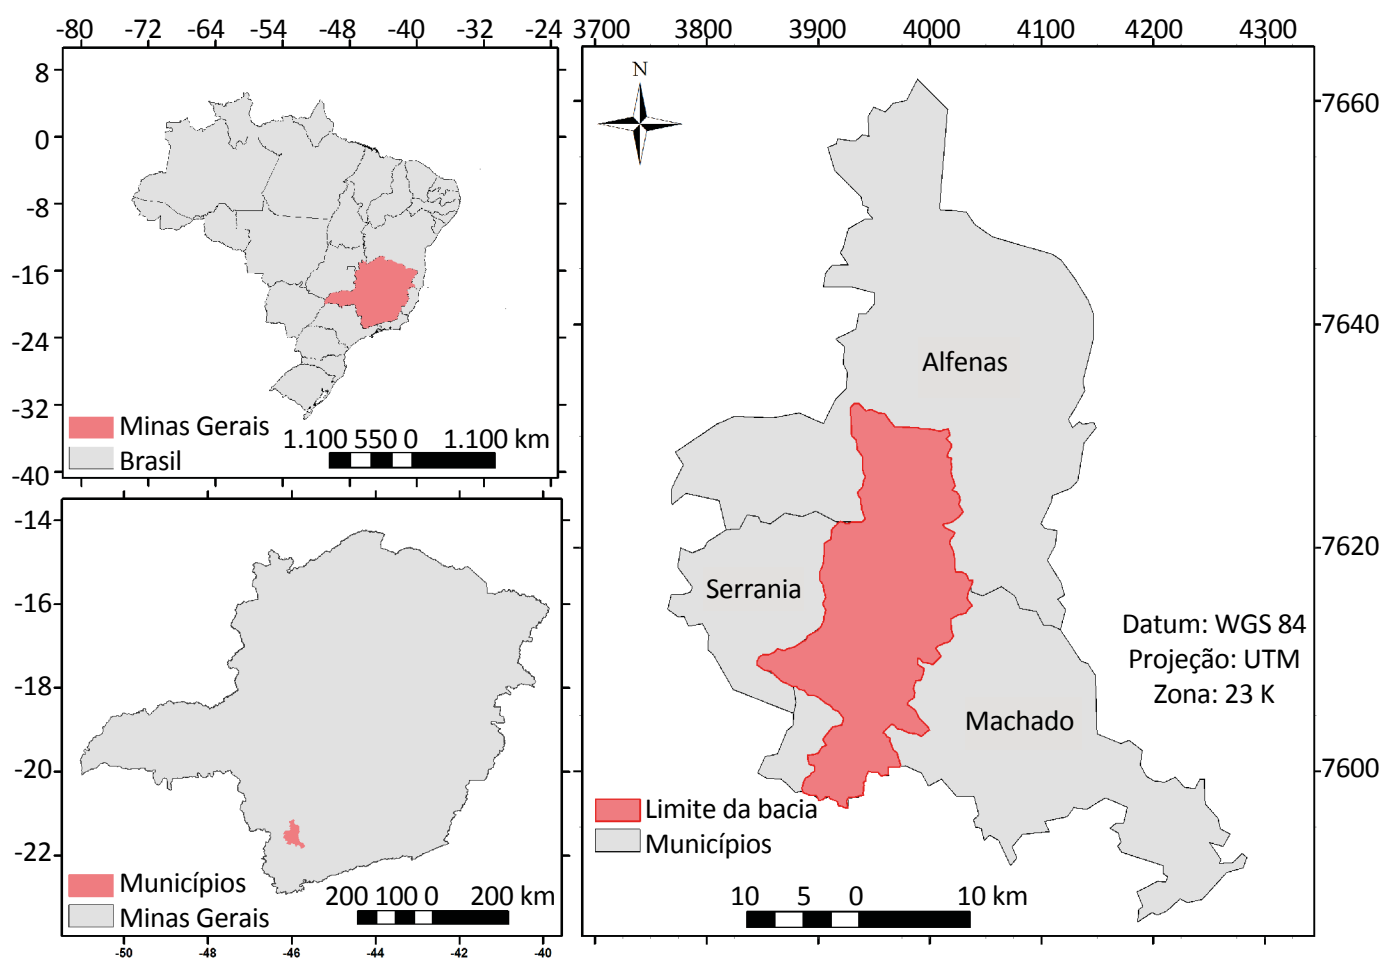 -80 -72 -64 -54 -48 -40 -32 -24
8
0
-8
-16
-24
-32
-40
Minas Gerais
Brasil
1.100 550 0 1.100 km
-14
-16
-18
-20
-22
Municípios
Minas Gerais
200 100 0 200 km
-50 -48 -46 -44 -42 -40
3700 3800 3900 4000 4100 4200 4300
N
7660
7640
7620
7600
Alfenas
Serrania
Machado
Datum: WGS 84
Projeção: UTM
Zona: 23 K
Limite da bacia
Municípios
10 5 0 10 km